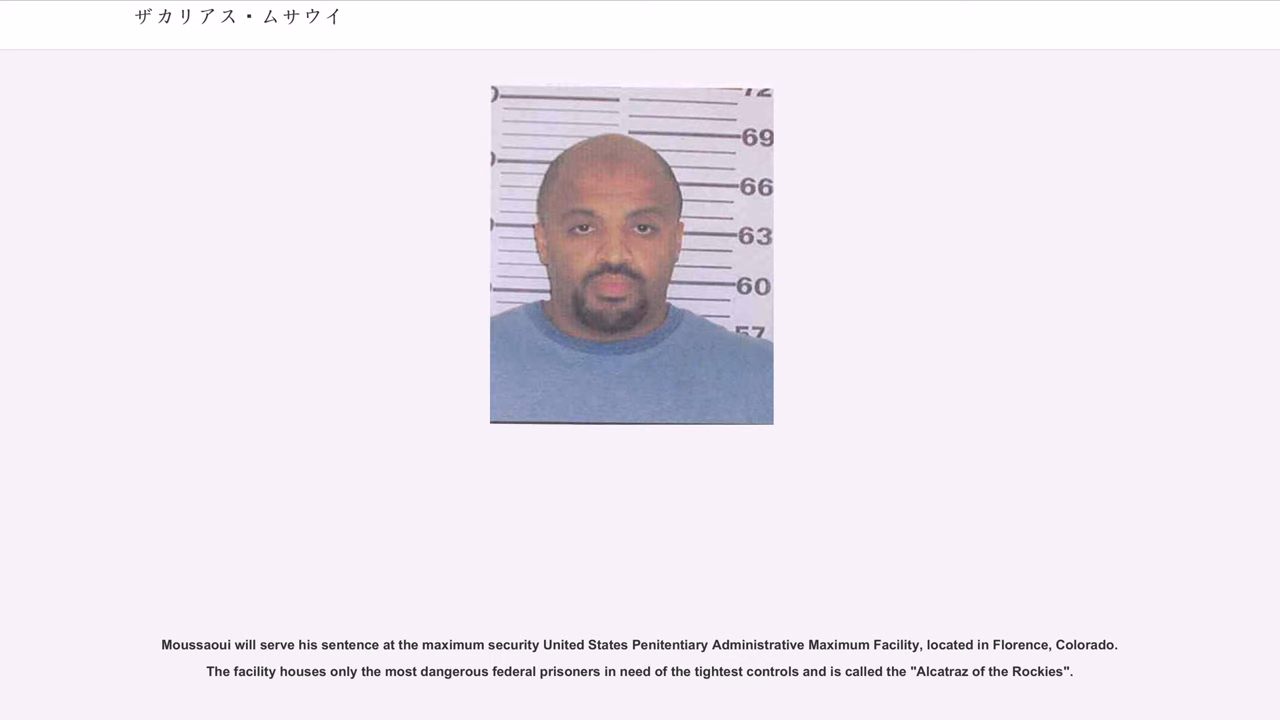 ザカリアス・ムサウイ
72
69
66
63
60
57
Moussaoui will serve his sentence at the maximum security United States Penitentiary Administrative Maximum Facility, located in Florence, Colorado.
The facility houses only the most dangerous federal prisoners in need of the tightest controls and is called the "Alcatraz of the Rockies".